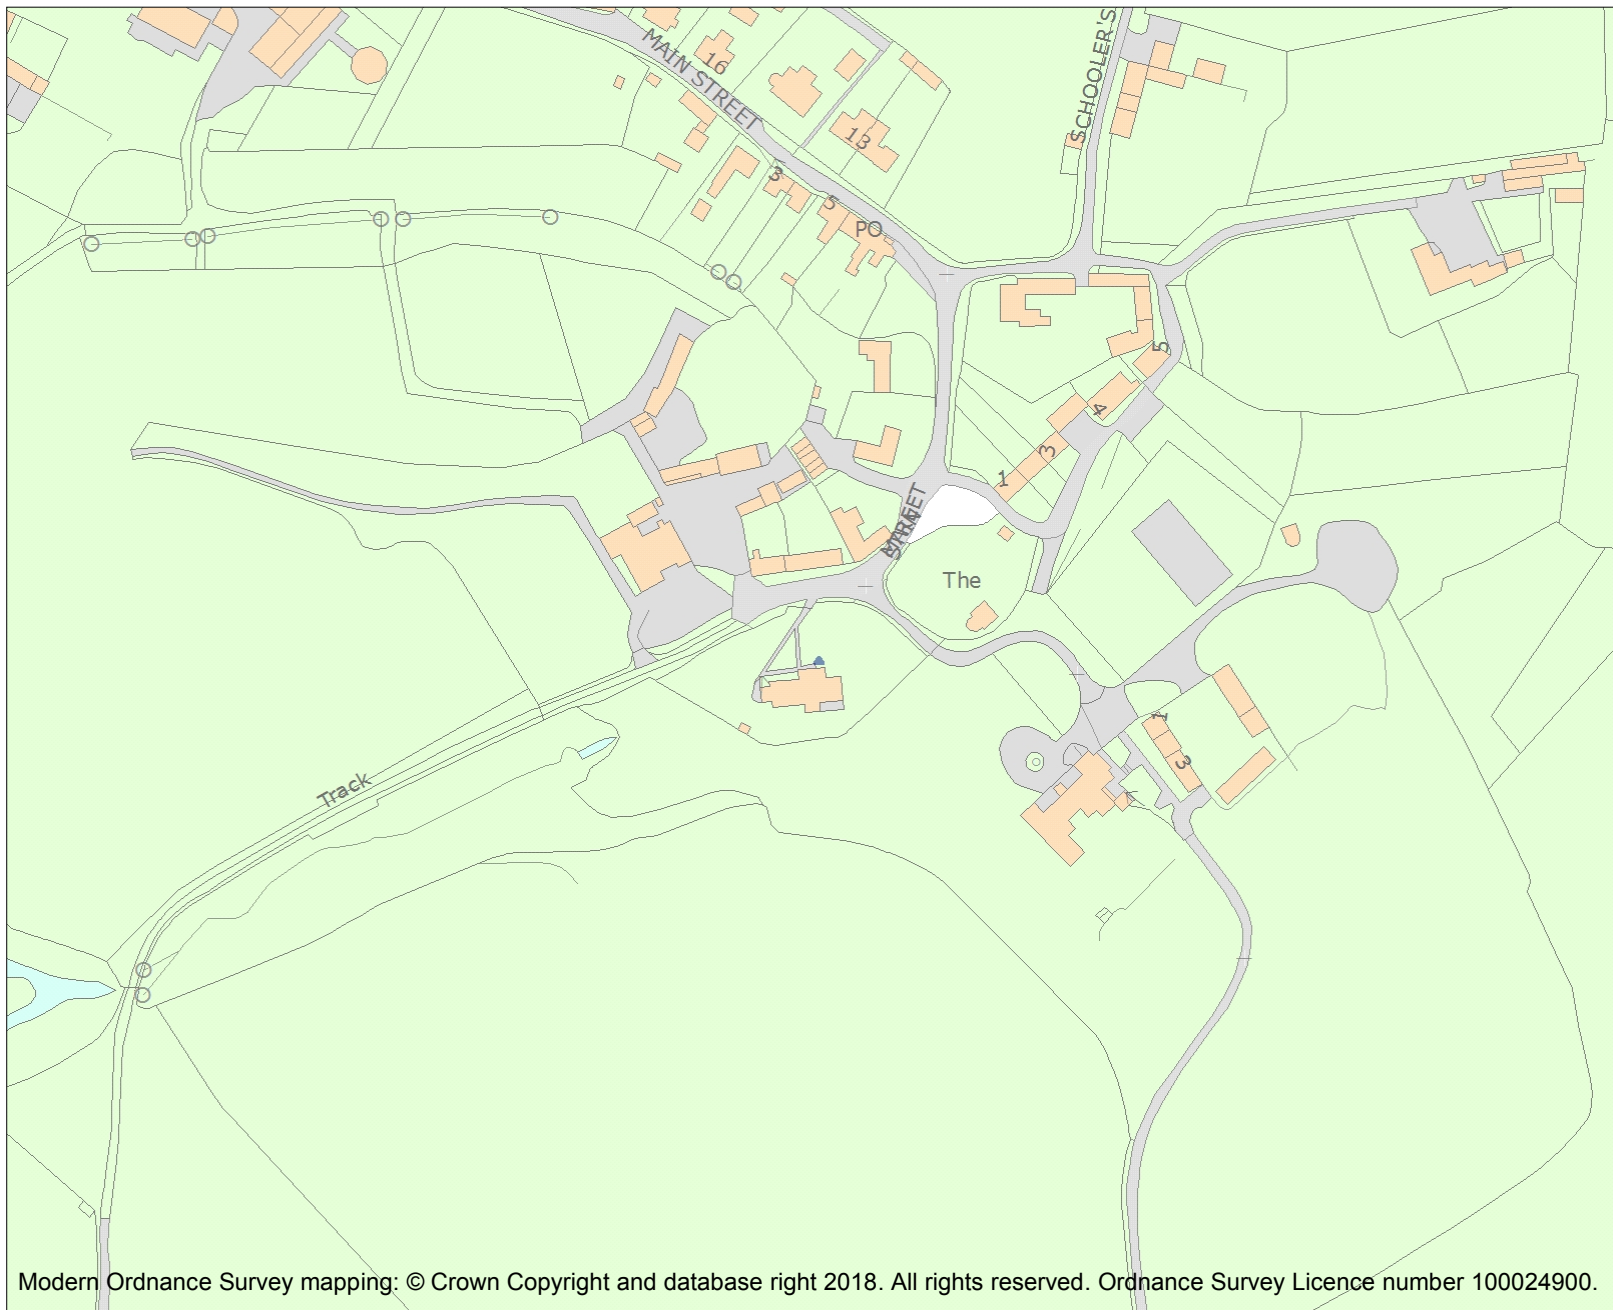 MAIN STREET
16
SCHOOLER'S
13
3
5
PO
5
4
3
1
MARKET
The
1
3
Track
Modern Ordnance Survey mapping: © Crown Copyright and database right 2018. All rights reserved. Ordnance Survey Licence number 100024900.